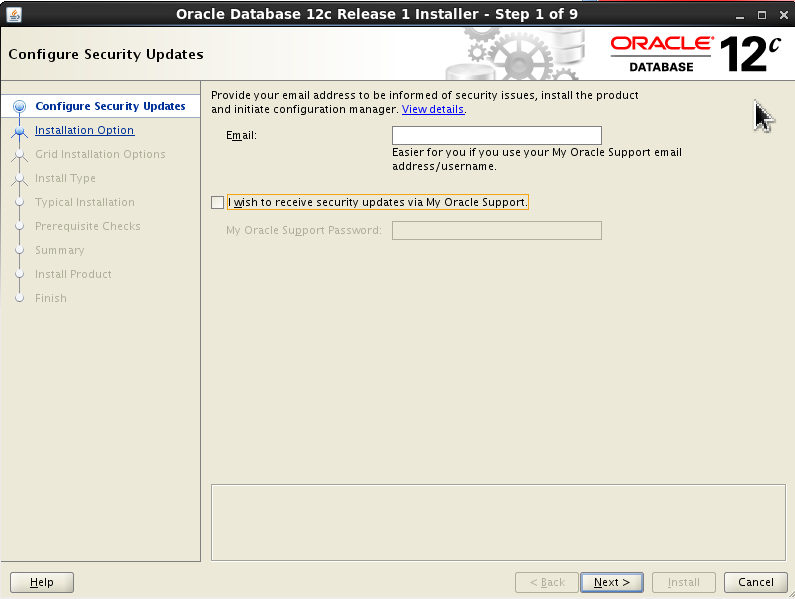 Oracle Database 12c Release 1 Installer - Step 1 of 9
Configure Security Updates
ORACLE
DATABASE
12c
Configure Security Updates
Installation Option
Grid Installation Options
Install Type
Typical Installation
Prerequisite Checks
Summary
Install Product
Finish
Provide your email address to be informed of security issues, install the product
and initiate configuration manager. View details.
Email:
Easier for you if you use your My Oracle Support email
address/username.
I wish to receive security updates via My Oracle Support.
My Oracle Support Password:
Help
< Back
Next >
Install
Cancel